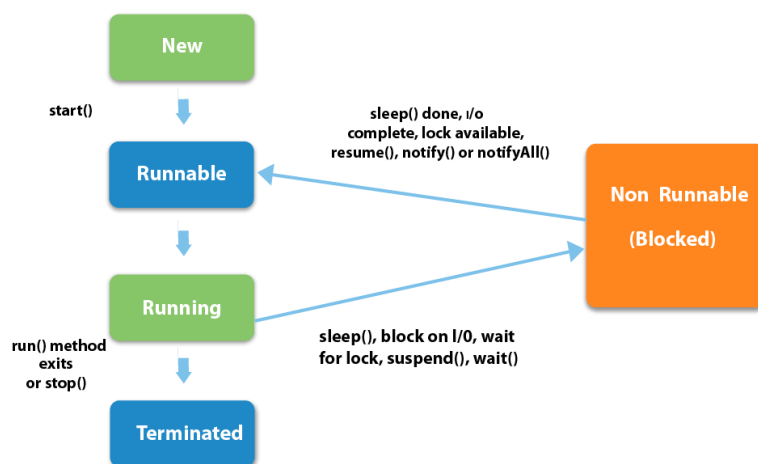 New
start()
sleep() done, I/o
complete, lock available,
resume(), notify() or notifyAll()
Runnable
Non Runnable
(Blocked)
Running
sleep(), block on I/0, wait
for lock, suspend(), wait()
run() method
exits
or stop()
Terminated